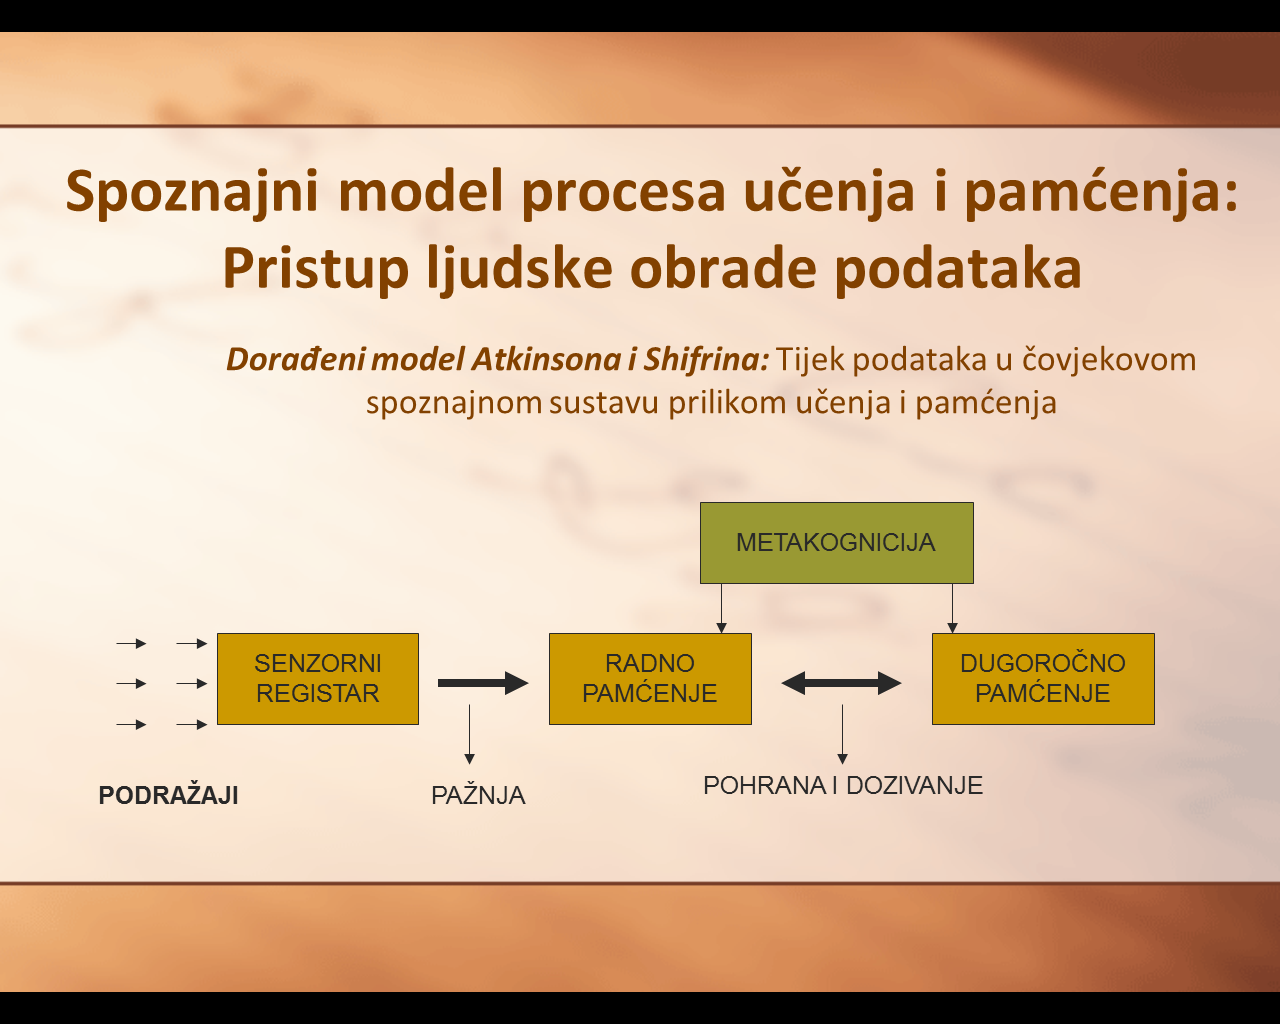 Spoznajni model procesa učenja i pamćenja:
Pristup ljudske obrade podataka
Dorađeni model Atkinsona i Shifrina: Tijek podataka u čovjekovom
spoznajnom sustavu prilikom učenja i pamćenja
METAKOGNICIJA
SENZORNI
REGISTAR
RADNO
PAMĆENJE
DUGOROČNO
PAMĆENJE
PODRAŽAJI
PAŽNJA
POHRANA I DOZIVANJE